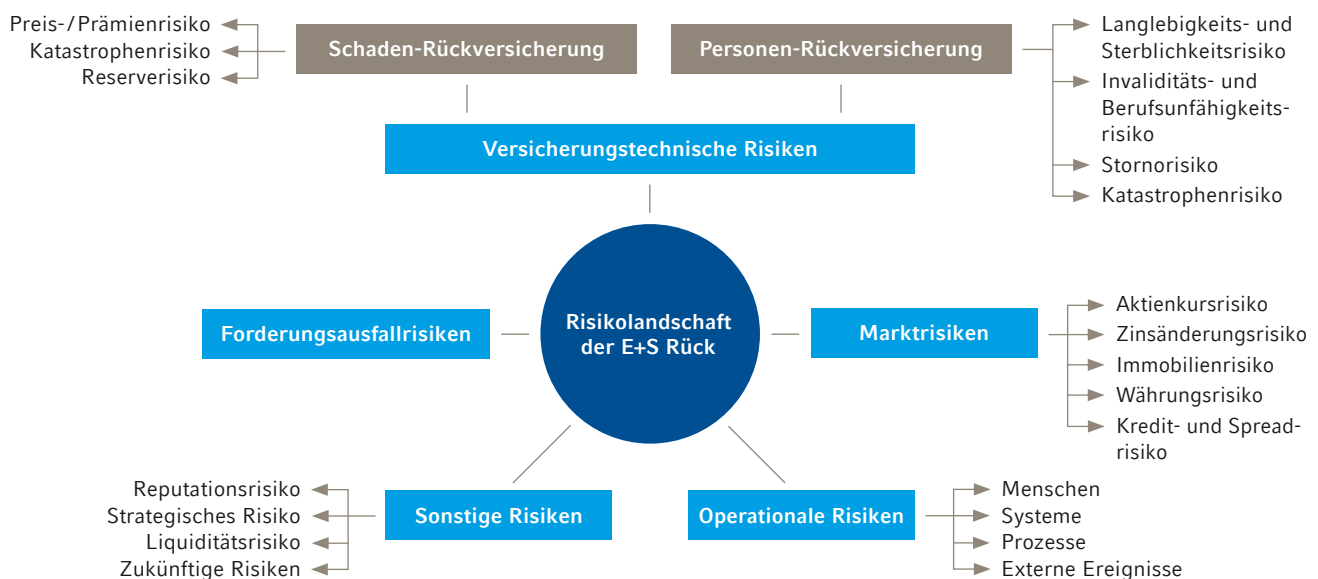 Preis-/Prämienrisiko
Katastrophenrisiko
Reserverisiko
Schaden-Rückversicherung
Personen-Rückversicherung
Langlebigkeits- und
Sterblichkeitsrisiko
Invaliditäts- und
Berufsunfähigkeits-
risiko
Stornorisiko
Katastrophenrisiko
Versicherungstechnische Risiken
Forderungsausfallrisiken
Risikolandschaft
der E+S Rück
Marktrisiken
Aktienkursrisiko
Zinsänderungsrisiko
Immobilienrisiko
Währungsrisiko
Kredit- und Spread-
risiko
Reputationsrisiko
Strategisches Risiko
Liquiditätsrisiko
Zukünftige Risiken
Sonstige Risiken
Operationale Risiken
Menschen
Systeme
Prozesse
Externe Ereignisse